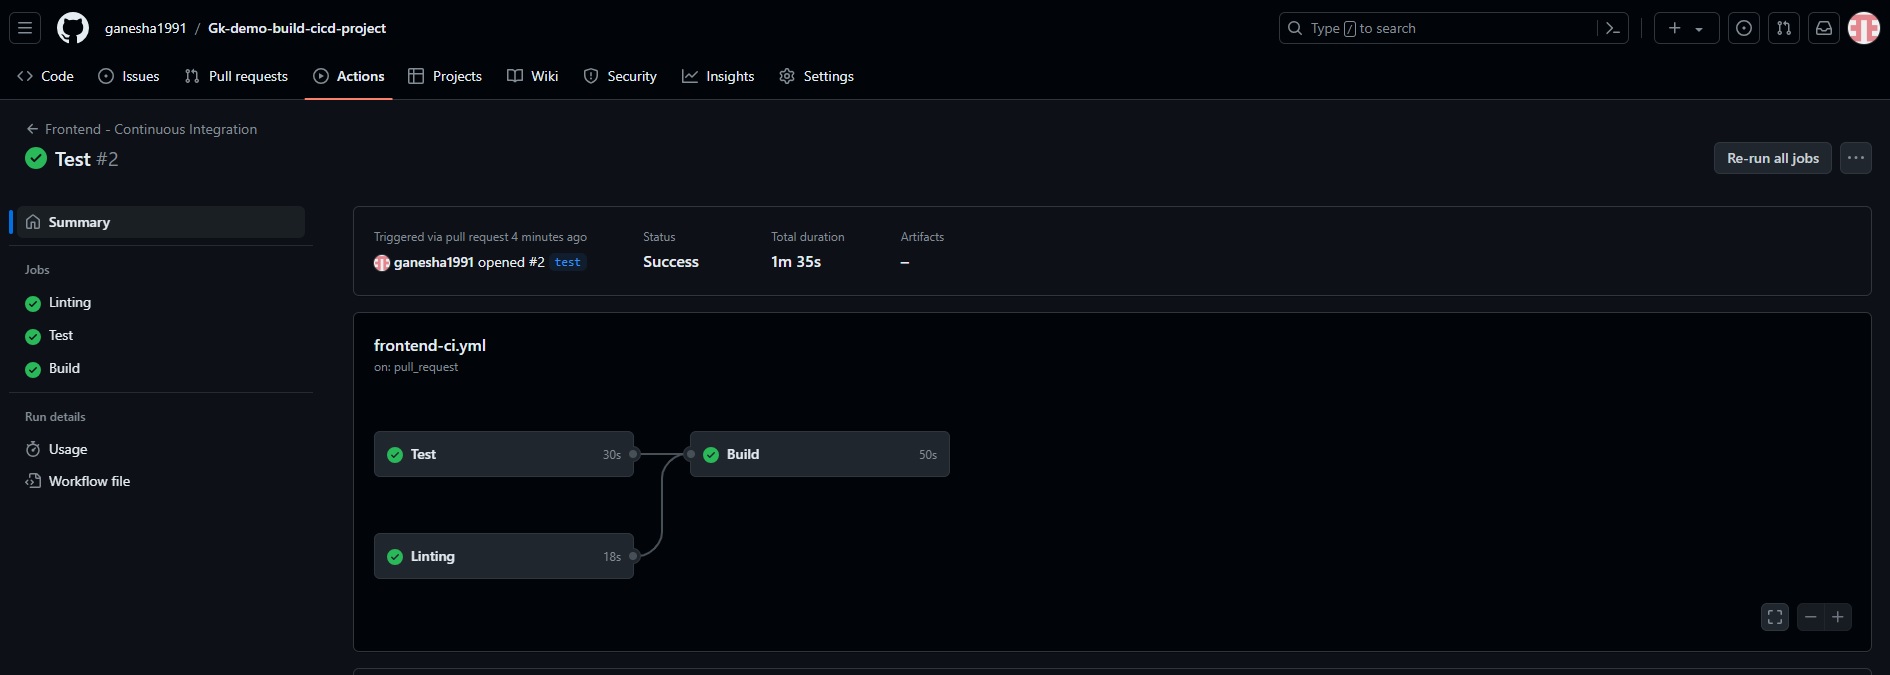 ganesha1991 / Gk-demo-build-cicd-project
Type / to search
Code Issues Pull requests Actions Projects Wiki Security Insights Settings
Frontend - Continuous Integration
Test #2
Re-run all jobs
Summary
Jobs
Linting
Test
Build
Run details
Usage
Workflow file
Triggered via pull request 4 minutes ago
ganesha1991 opened #2 test
Status
Success
Total duration
1m 35s
Artifacts
–
frontend-ci.yml
on: pull_request
Test 30s
Build 50s
Linting 18s